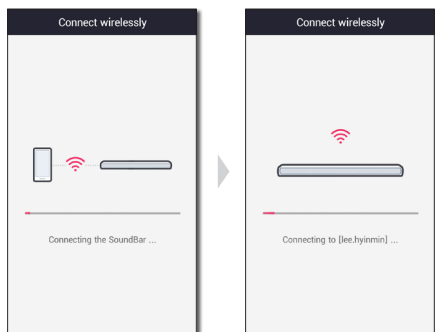 Connect wirelessly
Connecting the SoundBar ...
Connect wirelessly
Connecting to [lee.hyinmin] ...